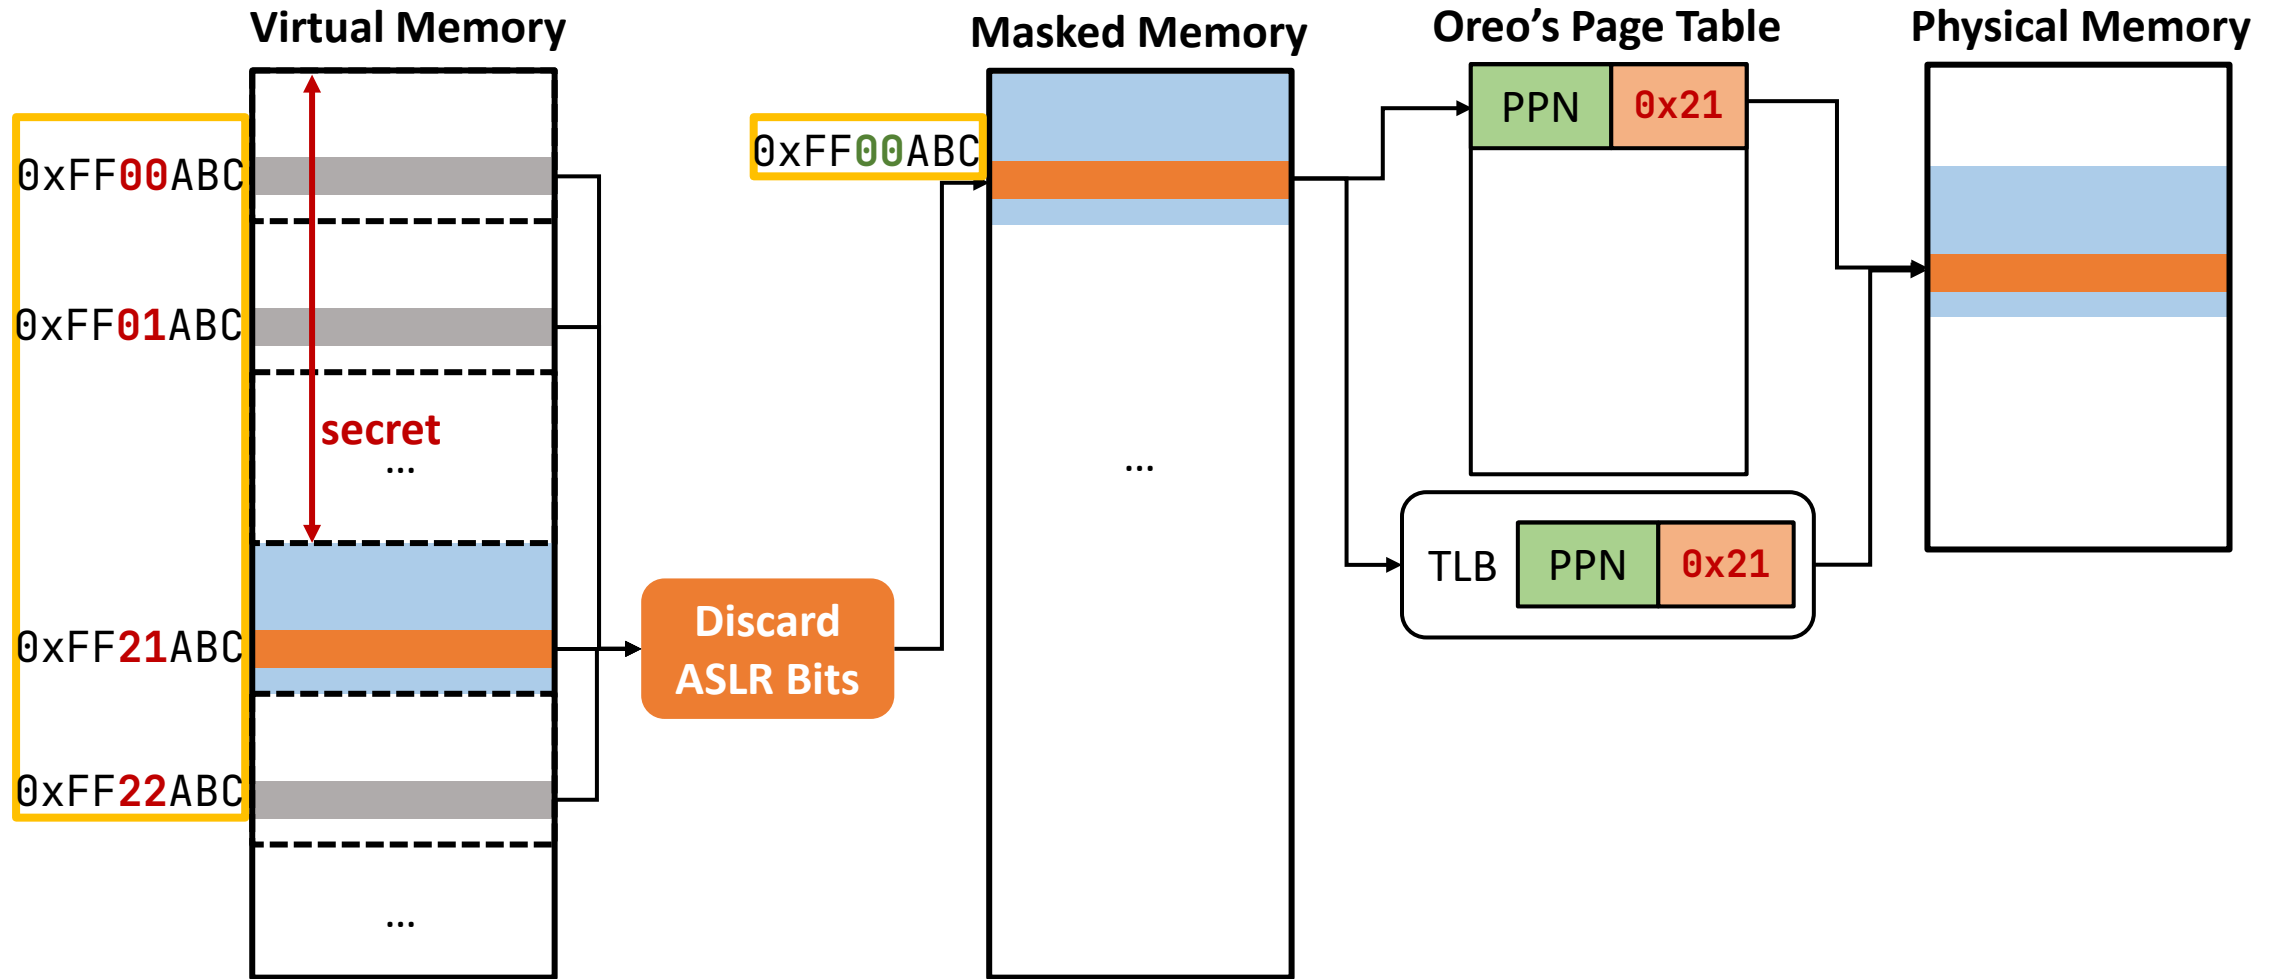 Virtual Memory
Masked Memory
Oreo's Page Table
Physical Memory
0xFF00ABC
0xFF01ABC
secret
...
0xFF21ABC
0xFF22ABC
...
Discard
ASLR Bits
0xFF00ABC
...
PPN 0x21
TLB PPN 0x21